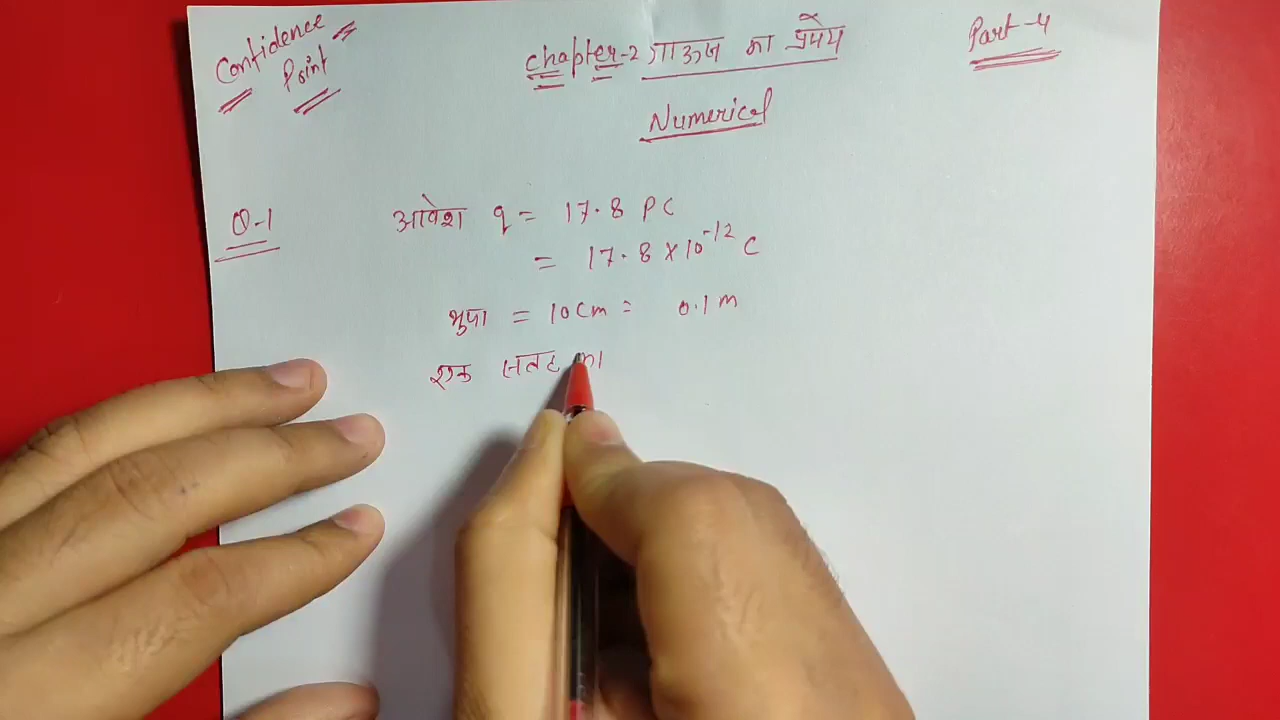 Confidence Point
Chapter-2 गाऊज का प्रमेय
Part-4
Numerical
Q-1
आवेश q = 17.8 PC
= 17.8 × 10⁻¹² C
भुजा = 10 cm = 0.1 m
एक सतह का